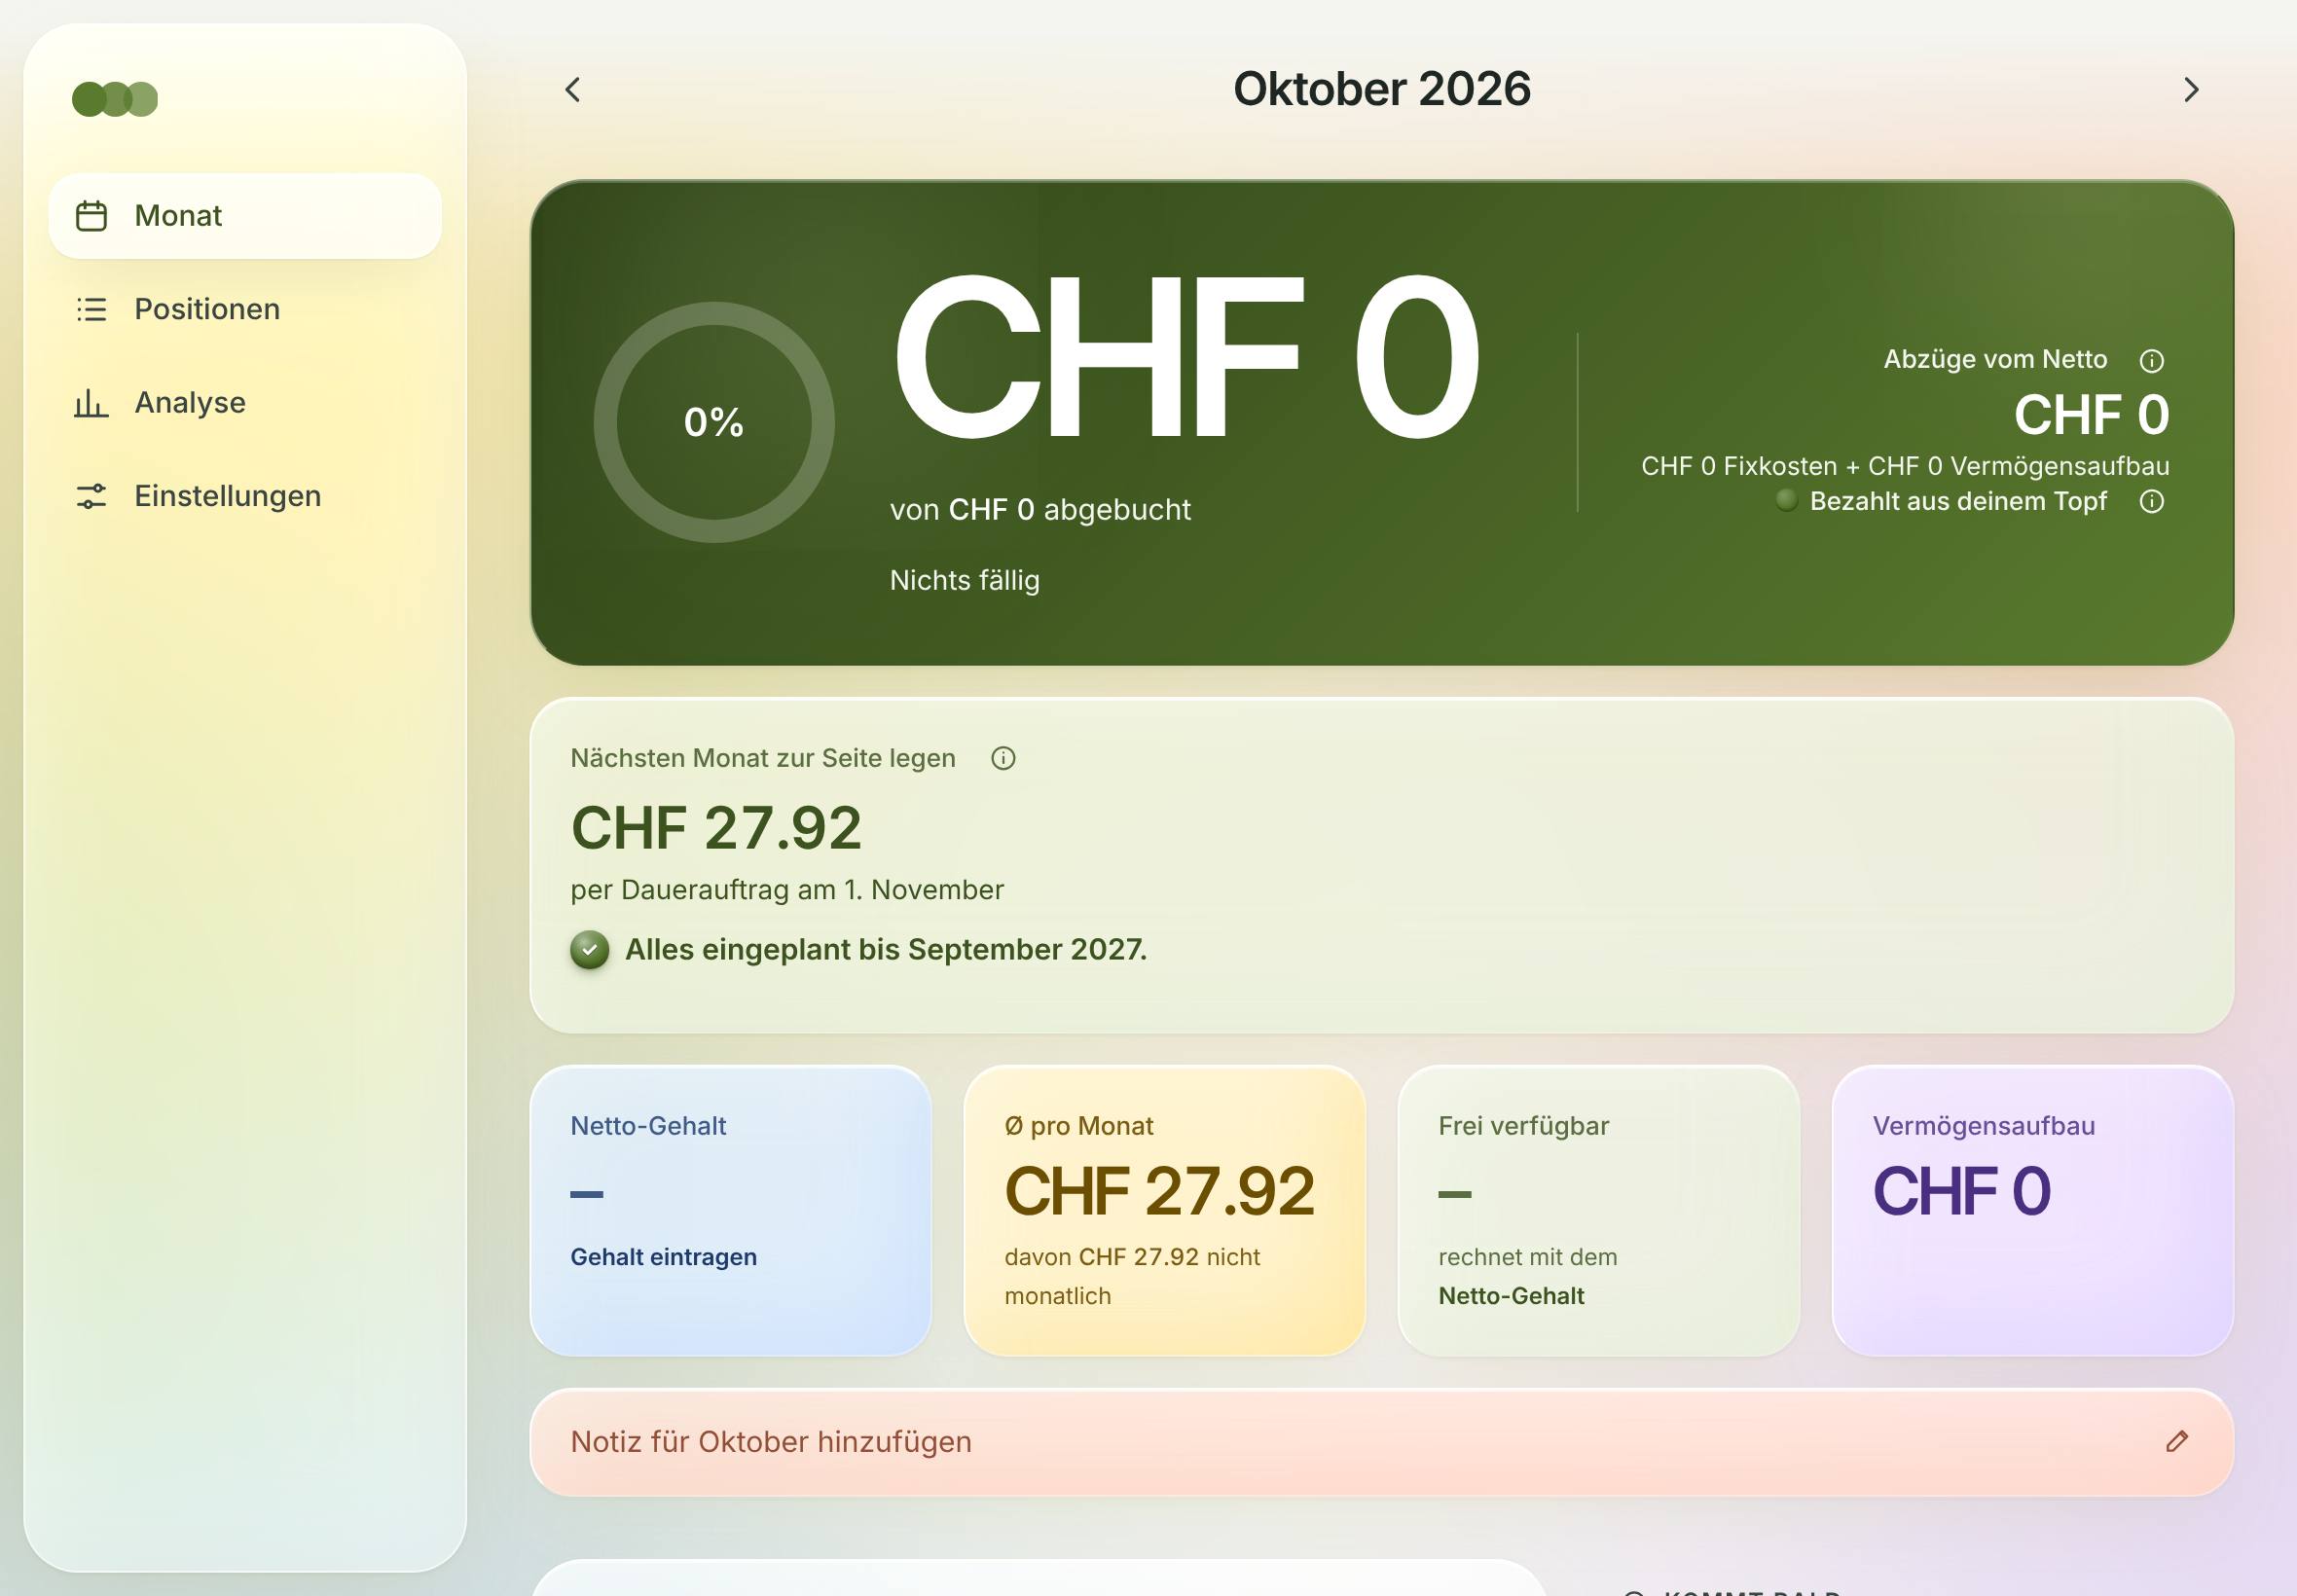 Oktober 2026
Monat
Positionen
Analyse
Einstellungen
0%
CHF 0
von CHF 0 abgebucht
Nichts fällig
Abzüge vom Netto
CHF 0
CHF 0 Fixkosten + CHF 0 Vermögensaufbau
Bezahlt aus deinem Topf
Nächsten Monat zur Seite legen
CHF 27.92
per Dauerauftrag am 1. November
Alles eingeplant bis September 2027.
Netto-Gehalt
–
Gehalt eintragen
Ø pro Monat
CHF 27.92
davon CHF 27.92 nicht
monatlich
Frei verfügbar
–
rechnet mit dem
Netto-Gehalt
Vermögensaufbau
CHF 0
Notiz für Oktober hinzufügen
KOMMT BALD